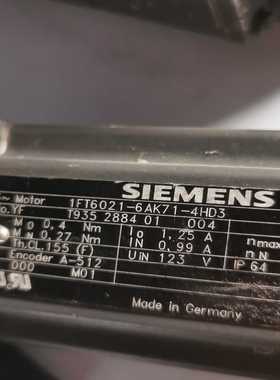 SIEMENS
Motor 1FT6021-6AK71-4HD3
No.YF T935 2884 01 004
M0 0.4 Nm I0 1.25 A nmax
MN 0.27 Nm IN 0.99 A nN
Th.CL.155 (F) UIN 123 V IP 64
Encoder A-512
000 M01
Made in Germany